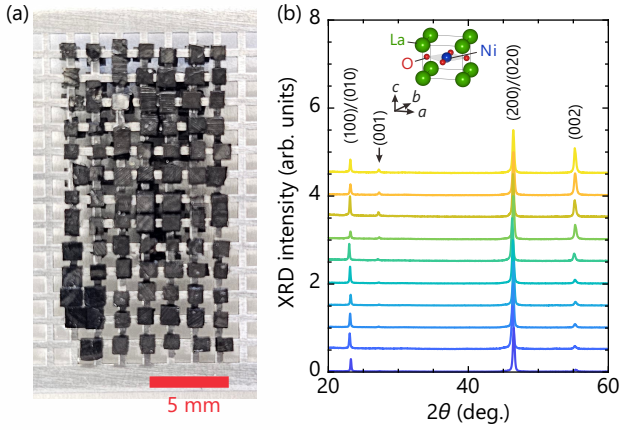 (a)
5 mm
(b)
XRD intensity (arb. units)
8
6
4
2
0
La
O
Ni
c
b
a
(100)/(010)
(001)
(200)/(020)
(002)
20
40
60
2θ (deg.)